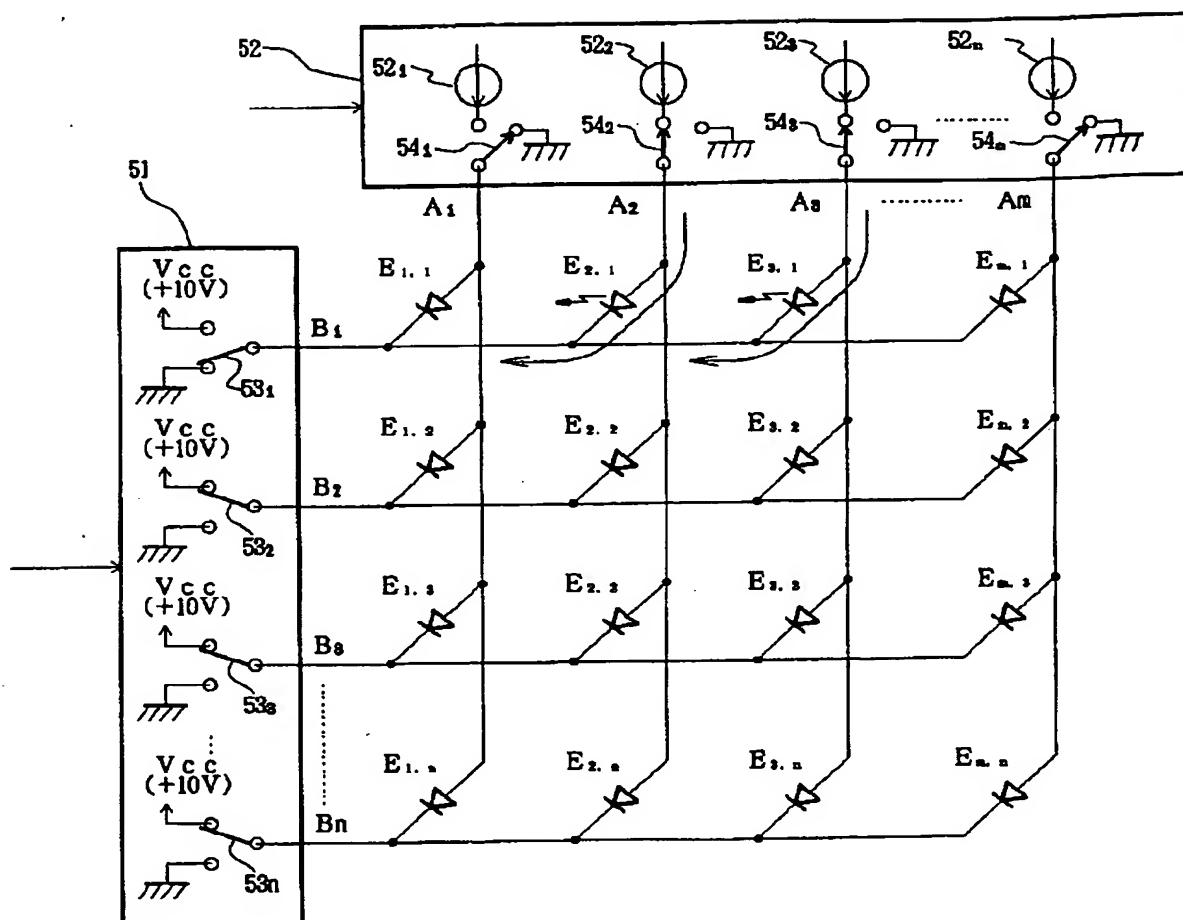 52
52₁
52₂
52₃
52ₙ
54₁
54₂
54₃
54ₘ
51
A₁
A₂
A₃
Am
Vcc
(+10V)
B₁
53₁
E₁.₁
E₂.₁
E₃.₁
Eₘ.₁
Vcc
(+10V)
B₂
53₂
E₁.₂
E₂.₂
E₃.₂
Eₘ.₂
Vcc
(+10V)
B₃
53₃
E₁.₃
E₂.₃
E₃.₃
Eₘ.₃
Vcc
(+10V)
Bn
53n
E₁.ₙ
E₂.ₙ
E₃.ₙ
Eₘ.ₙ